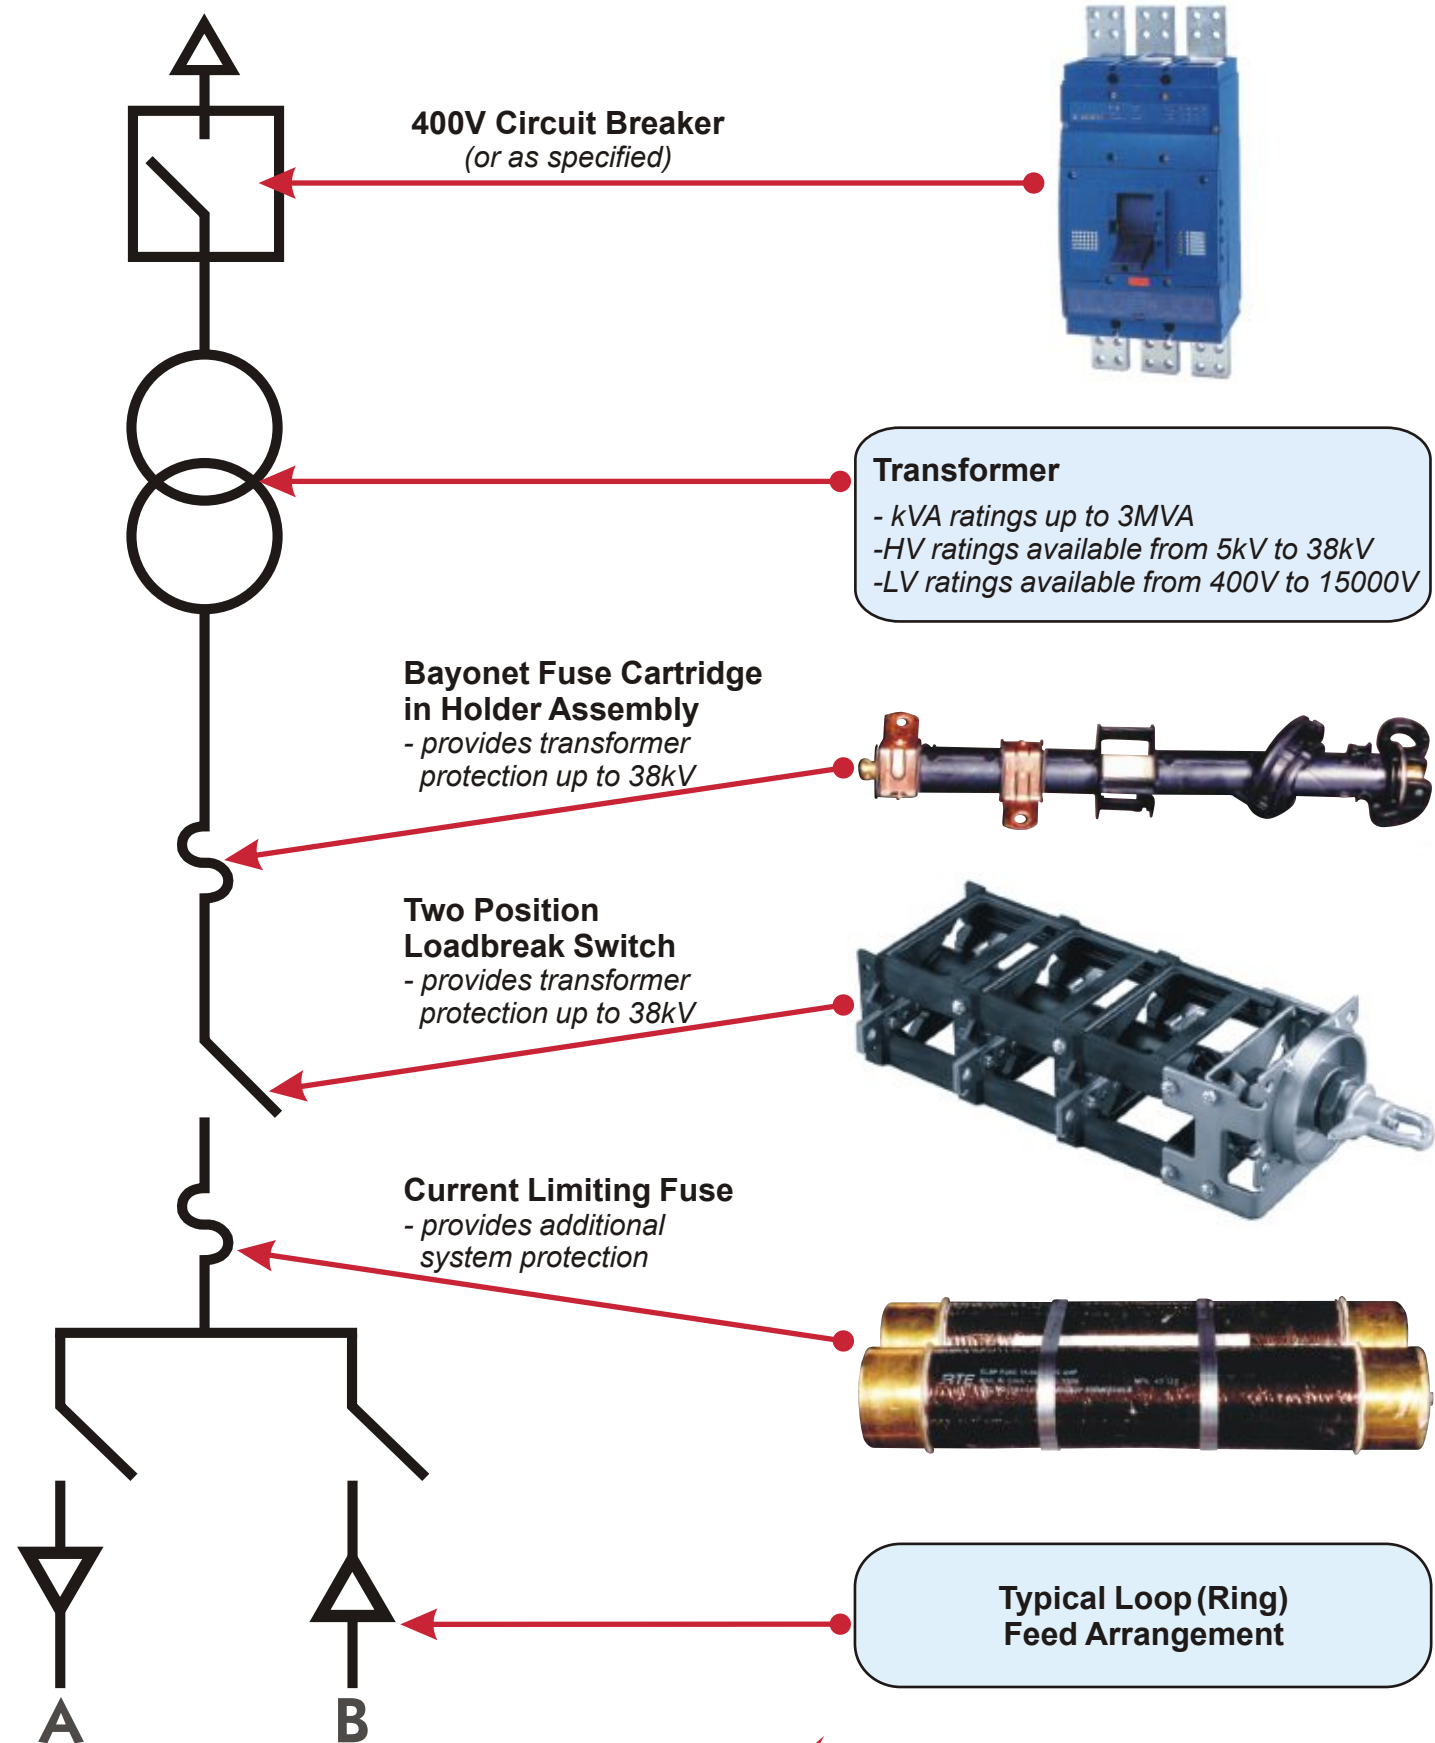 400V Circuit Breaker
(or as specified)
Transformer
- kVA ratings up to 3MVA
-HV ratings available from 5kV to 38kV
-LV ratings available from 400V to 15000V
Bayonet Fuse Cartridge
in Holder Assembly
- provides transformer
protection up to 38kV
Two Position
Loadbreak Switch
- provides transformer
protection up to 38kV
Current Limiting Fuse
- provides additional
system protection
RTE
Typical Loop (Ring)
Feed Arrangement
A
B